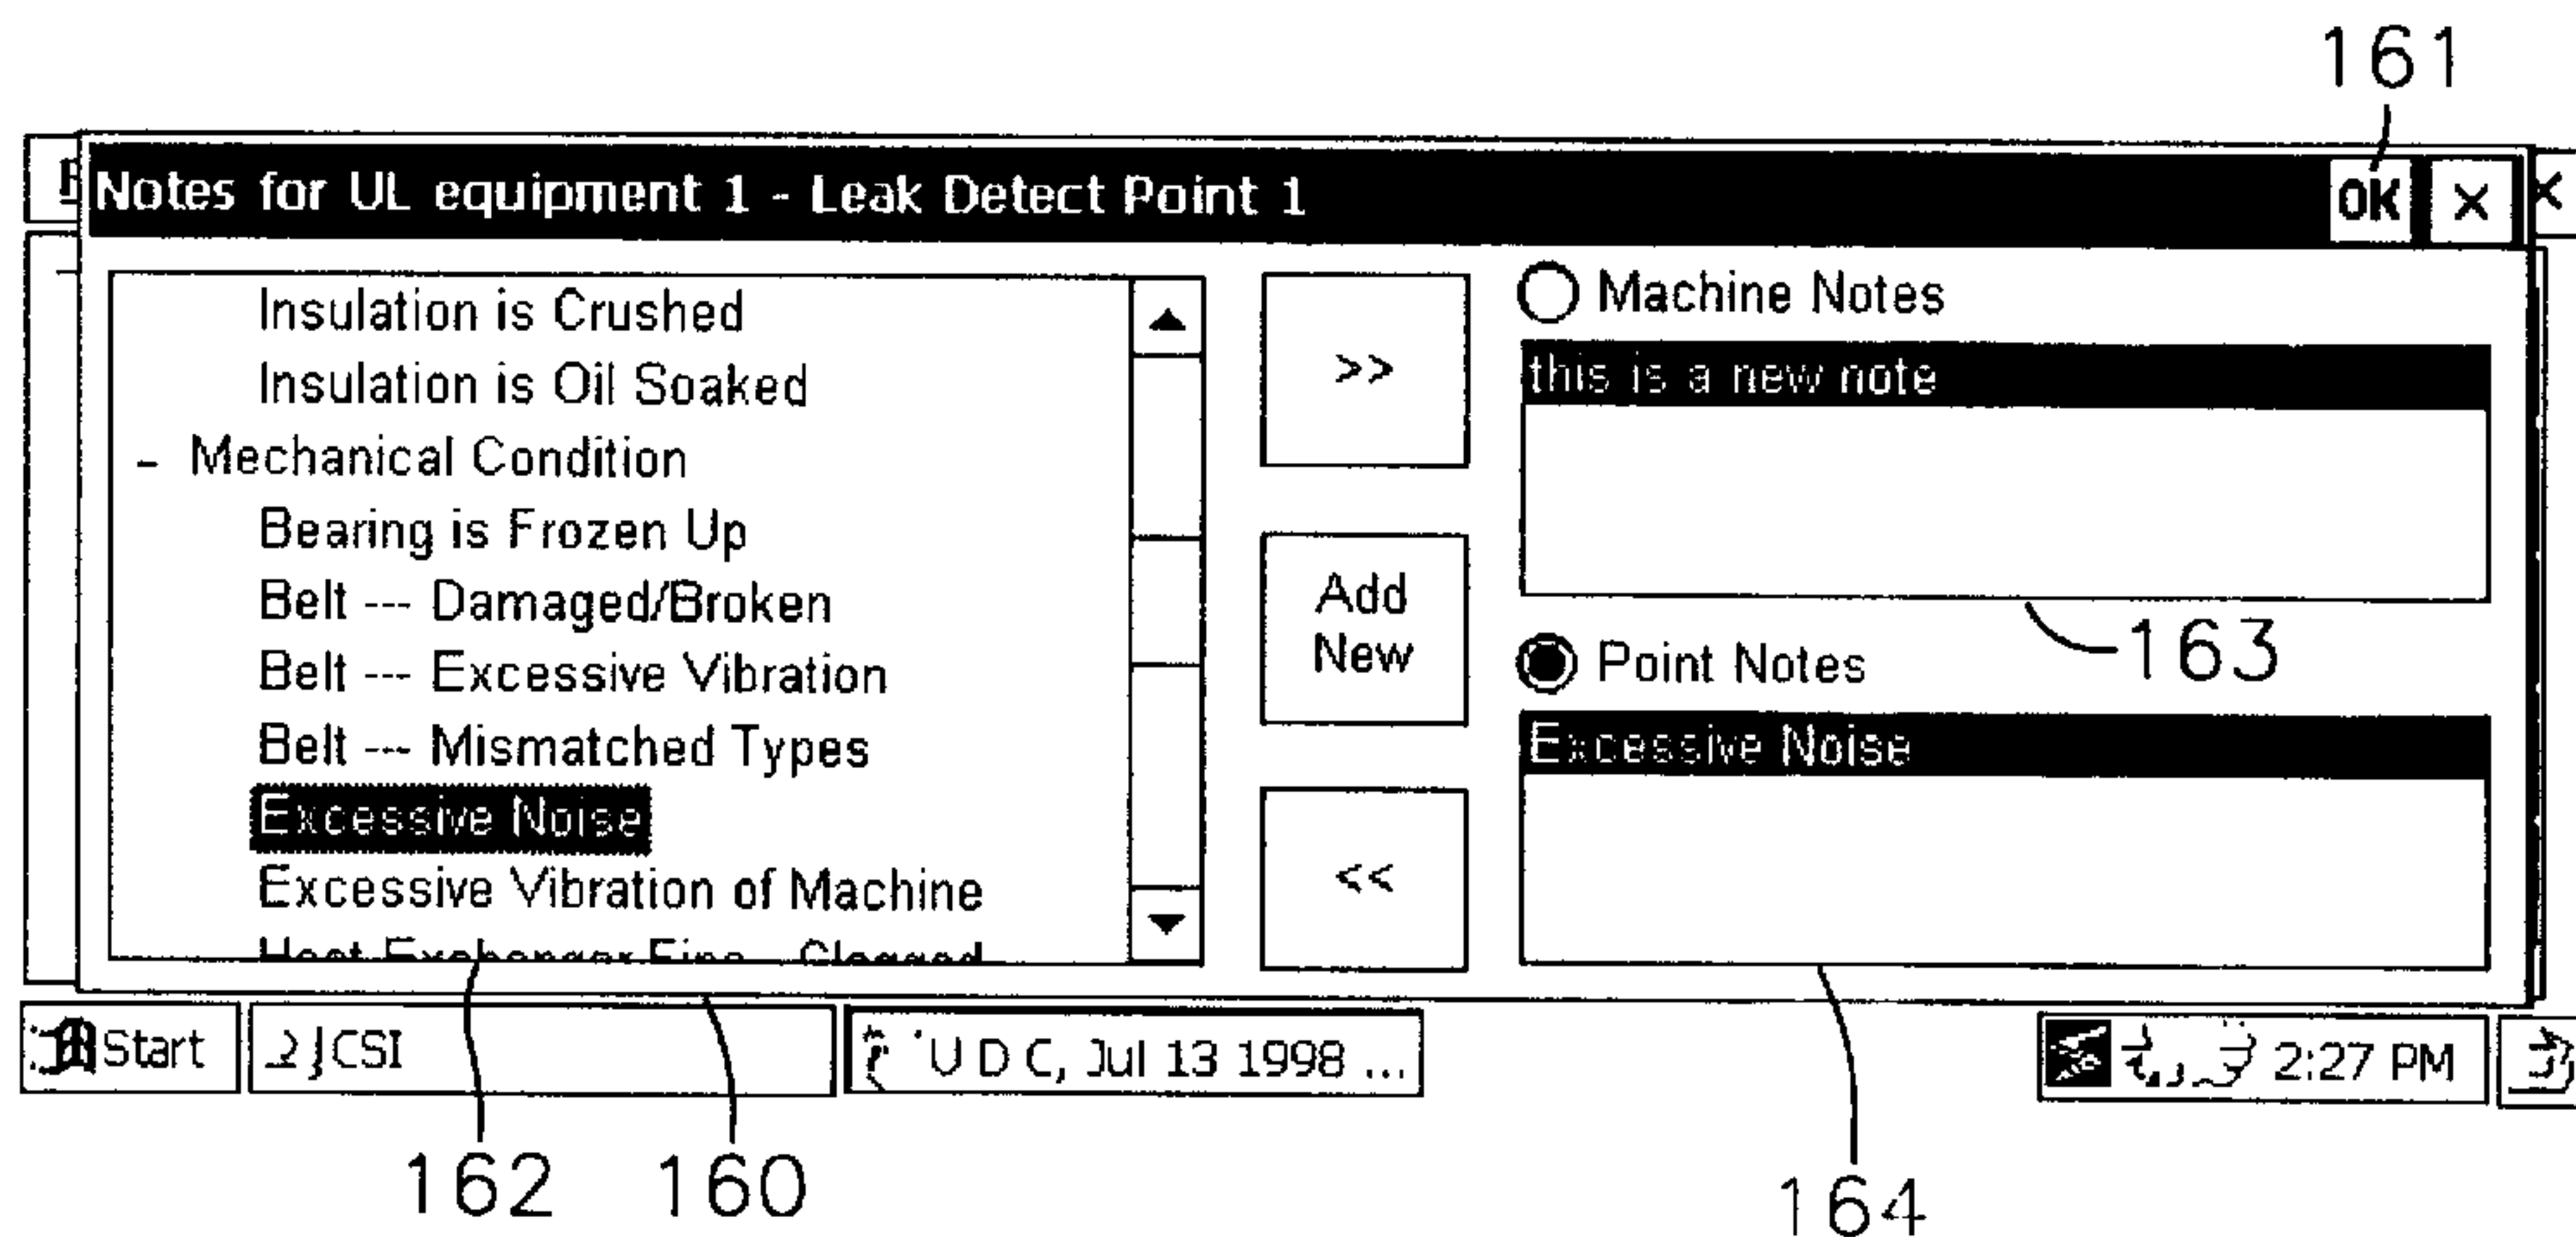 161
Notes for UL equipment 1 - Leak Detect Point 1 OK X
Insulation is Crushed
Insulation is Oil Soaked
- Mechanical Condition
Bearing is Frozen Up
Belt --- Damaged/Broken
Belt --- Excessive Vibration
Belt --- Mismatched Types
Excessive Noise
Excessive Vibration of Machine
>>
Add
New
<<
Machine Notes
this is a new note
163
Point Notes
Excessive Noise
Start
CSI
U D C, Jul 13 1998 ...
2:27 PM
162
160
164